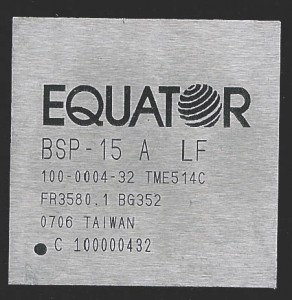 EQUATOR
BSP-15 A LF
100-0004-32 TME514C
FR3580.1 BG352
0706 TAIWAN
C 100000432